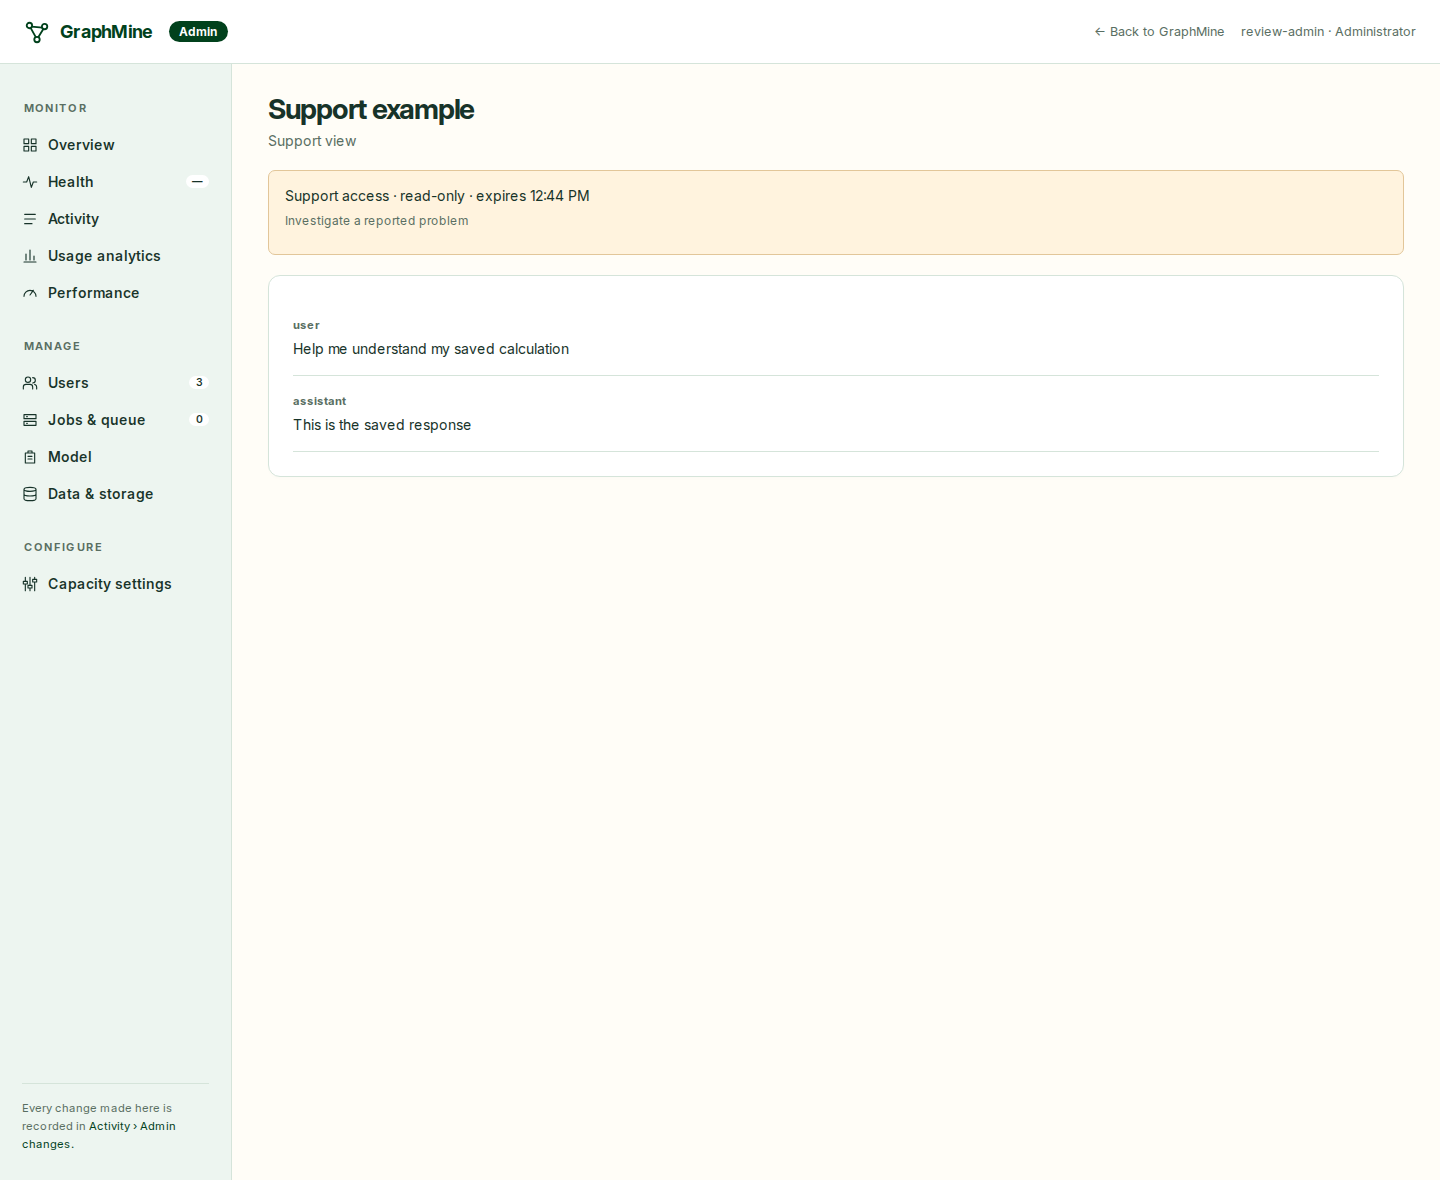 GraphMine Admin
← Back to GraphMine review-admin · Administrator
MONITOR
Overview
Health —
Activity
Usage analytics
Performance
MANAGE
Users 3
Jobs & queue 0
Model
Data & storage
CONFIGURE
Capacity settings
Every change made here is
recorded in Activity › Admin
changes.
Support example
Support view
Support access · read-only · expires 12:44 PM
Investigate a reported problem
user
Help me understand my saved calculation
assistant
This is the saved response